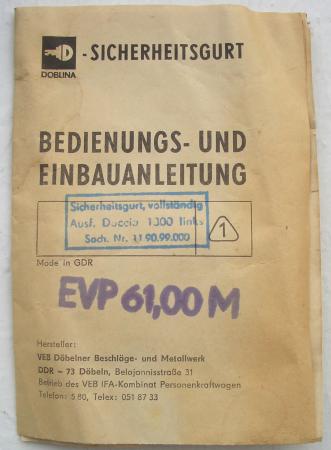 - SICHERHEITSGURT
DOBLINA
BEDIENUNGS- UND
EINBAUANLEITUNG
Sicherheitsgurt, vollständig
Ausf. Daccia 1300 links
Sach. Nr. 11.90.99.000
1
Made in GDR
EVP 61,00 M
Hersteller:
VEB Döbelner Beschläge- und Metallwerk
DDR – 73 Döbeln, Belojannisstraße 31
Betrieb des VEB IFA-Kombinat Personenkraftwagen
Telefon: 5 80, Telex: 051 87 33